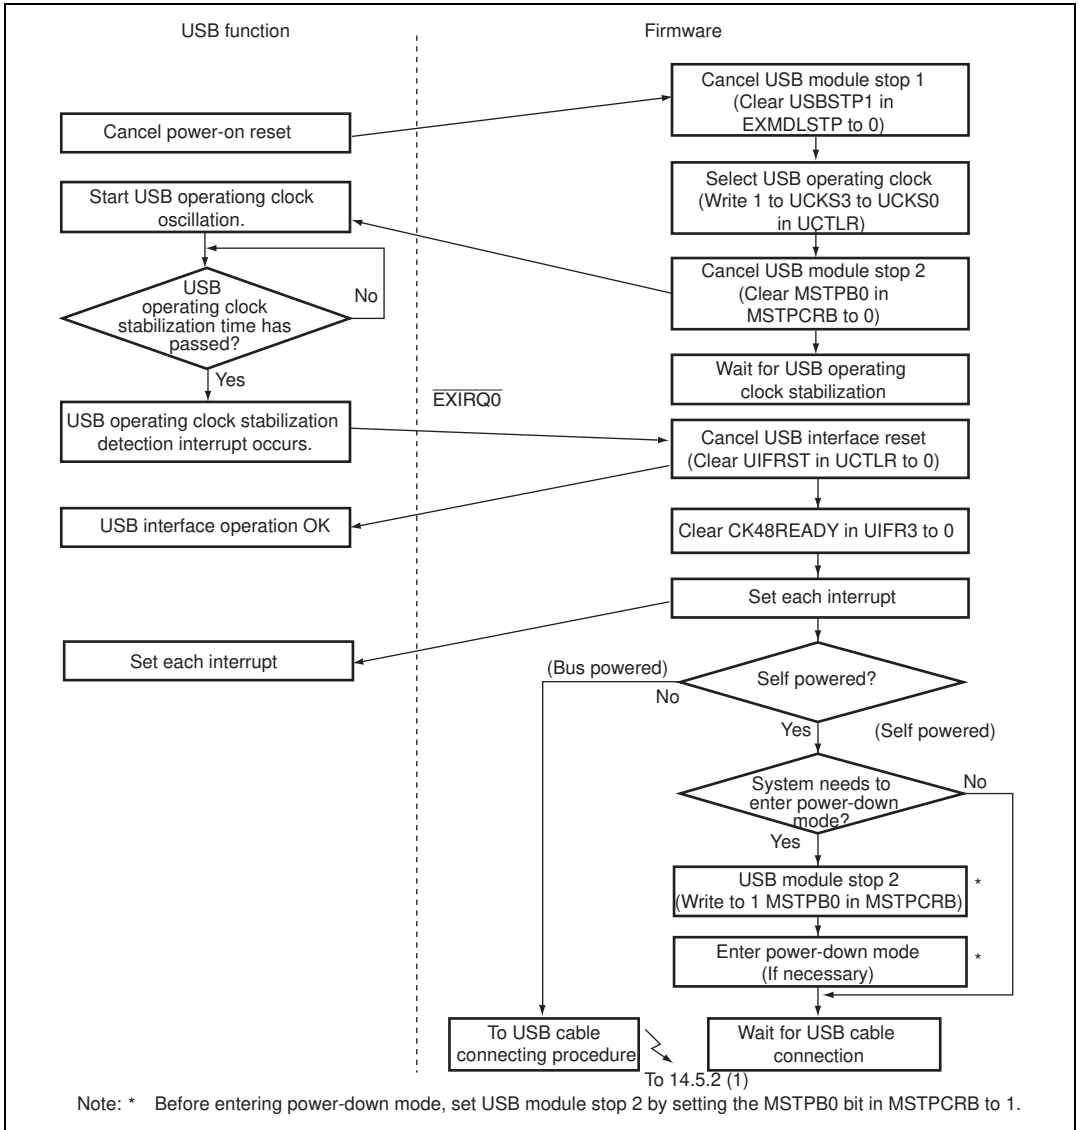 USB function
Firmware
Cancel USB module stop 1
(Clear USBSTP1 in
EXMDLSTP to 0)
Cancel power-on reset
Select USB operating clock
(Write 1 to UCKS3 to UCKS0
in UCTLR)
Start USB operationg clock
oscillation.
Cancel USB module stop 2
(Clear MSTPB0 in
MSTPCRB to 0)
USB
operating clock
stabilization time has
passed?
No
Yes
Wait for USB operating
clock stabilization
EXIRQ0
USB operating clock stabilization
detection interrupt occurs.
Cancel USB interface reset
(Clear UIFRST in UCTLR to 0)
USB interface operation OK
Clear CK48READY in UIFR3 to 0
Set each interrupt
Set each interrupt
(Bus powered)
No
Self powered?
Yes
(Self powered)
System needs to
enter power-down
mode?
No
Yes
USB module stop 2
(Write to 1 MSTPB0 in MSTPCRB)
*
Enter power-down mode
(If necessary)
*
To USB cable
connecting procedure
Wait for USB cable
connection
To 14.5.2 (1)
Note: * Before entering power-down mode, set USB module stop 2 by setting the MSTPB0 bit in MSTPCRB to 1.